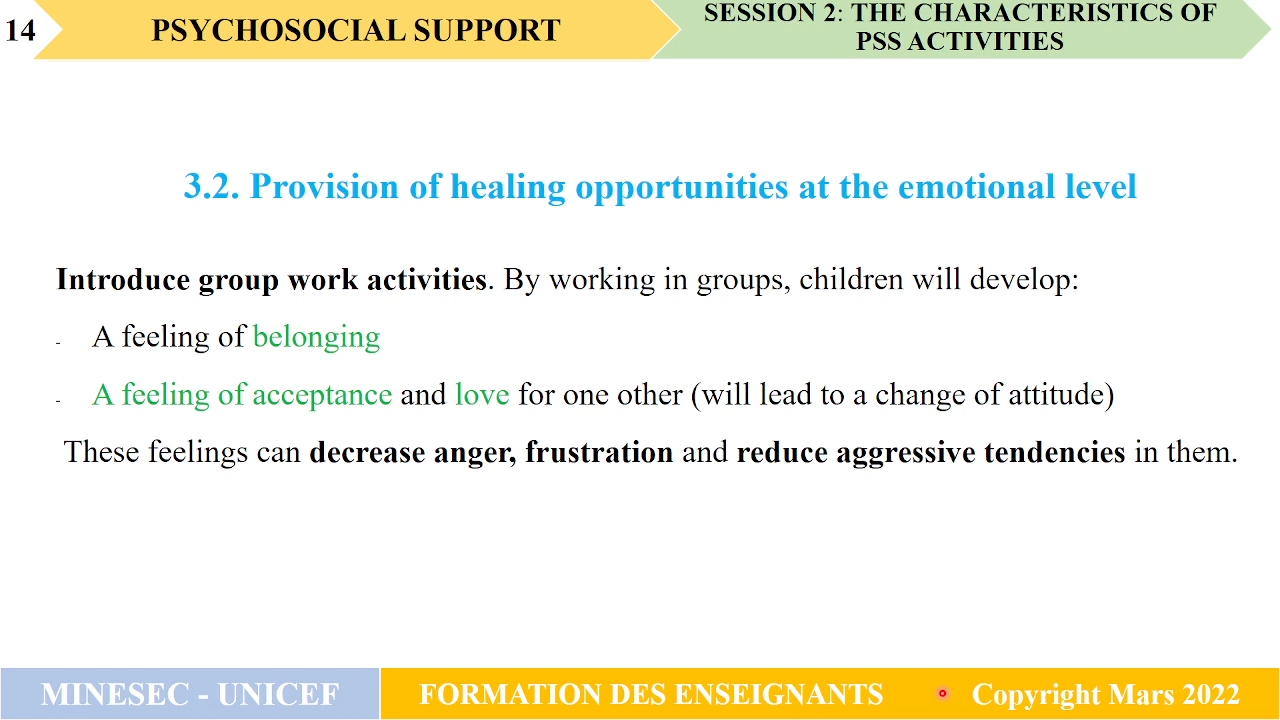 14
PSYCHOSOCIAL SUPPORT
SESSION 2: THE CHARACTERISTICS OF
PSS ACTIVITIES
3.2. Provision of healing opportunities at the emotional level
Introduce group work activities. By working in groups, children will develop:
- A feeling of belonging
- A feeling of acceptance and love for one other (will lead to a change of attitude)
These feelings can decrease anger, frustration and reduce aggressive tendencies in them.
MINESEC - UNICEF
FORMATION DES ENSEIGNANTS
Copyright Mars 2022